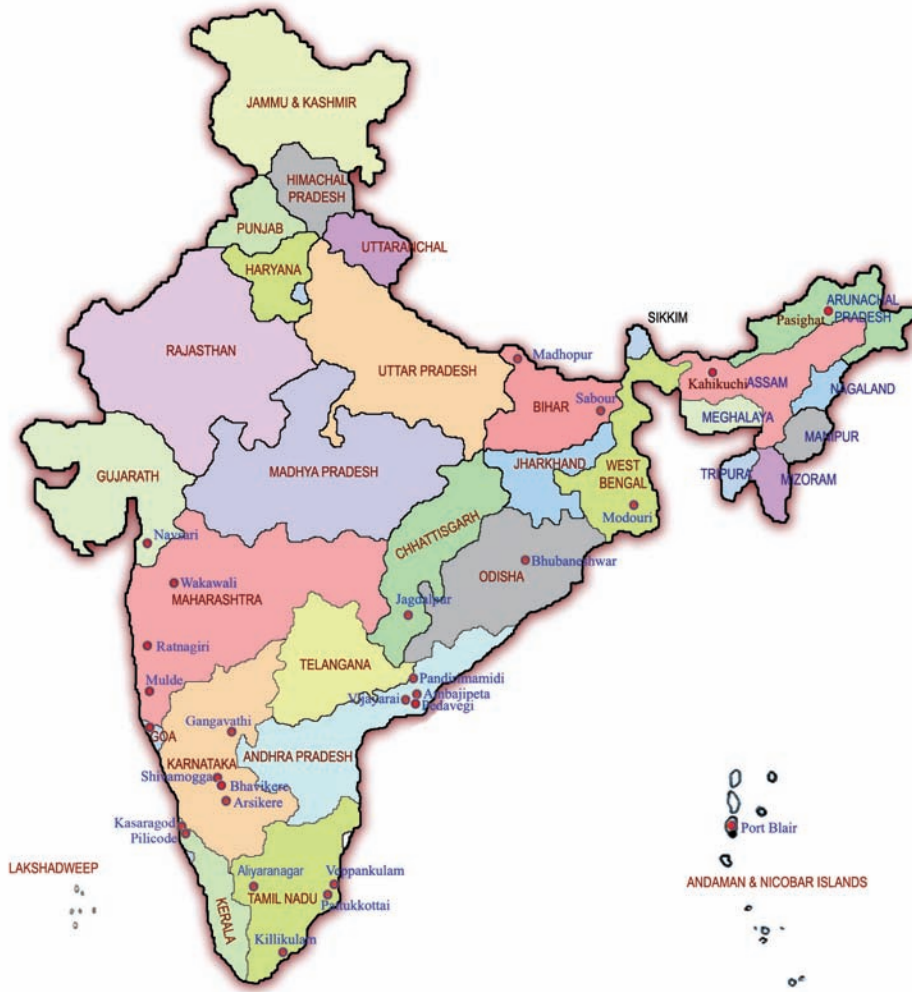 JAMMU & KASHMIR
HIMACHAL
PRADESH
PUNJAB
UTTARANCHAL
HARYANA
RAJASTHAN
UTTAR PRADESH
SIKKIM
ARUNACHAL
PRADESH
Pasighat
Madhopur
Kahikuchi
ASSAM
NAGALAND
BIHAR
Sabour
MEGHALAYA
MANIPUR
GUJARATH
MADHYA PRADESH
JHARKHAND
WEST
BENGAL
TRIPURA
MIZORAM
Modouri
CHHATTISGARH
Navsari
Bhubaneshwar
ODISHA
Wakawali
MAHARASHTRA
Jagdalpur
Ratnagiri
TELANGANA
Mulde
Pandirimamidi
Vijayarai
Ambajipeta
Pedavegi
GOA
Gangavathi
ANDHRA PRADESH
KARNATAKA
Shivamogga
Bhavikere
Arsikere
Kasaragod
Pilicode
Port Blair
LAKSHADWEEP
Aliyaranagar
Veppankulam
ANDAMAN & NICOBAR ISLANDS
TAMIL NADU
Pattukkottai
KERALA
Killikulam